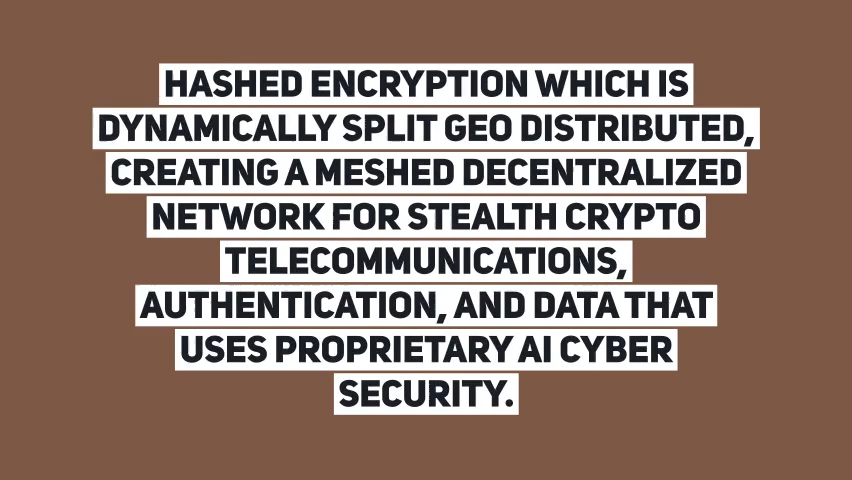 HASHED ENCRYPTION WHICH IS
DYNAMICALLY SPLIT GEO DISTRIBUTED,
CREATING A MESHED DECENTRALIZED
NETWORK FOR STEALTH CRYPTO
TELECOMMUNICATIONS,
AUTHENTICATION, AND DATA THAT
USES PROPRIETARY AI CYBER
SECURITY.